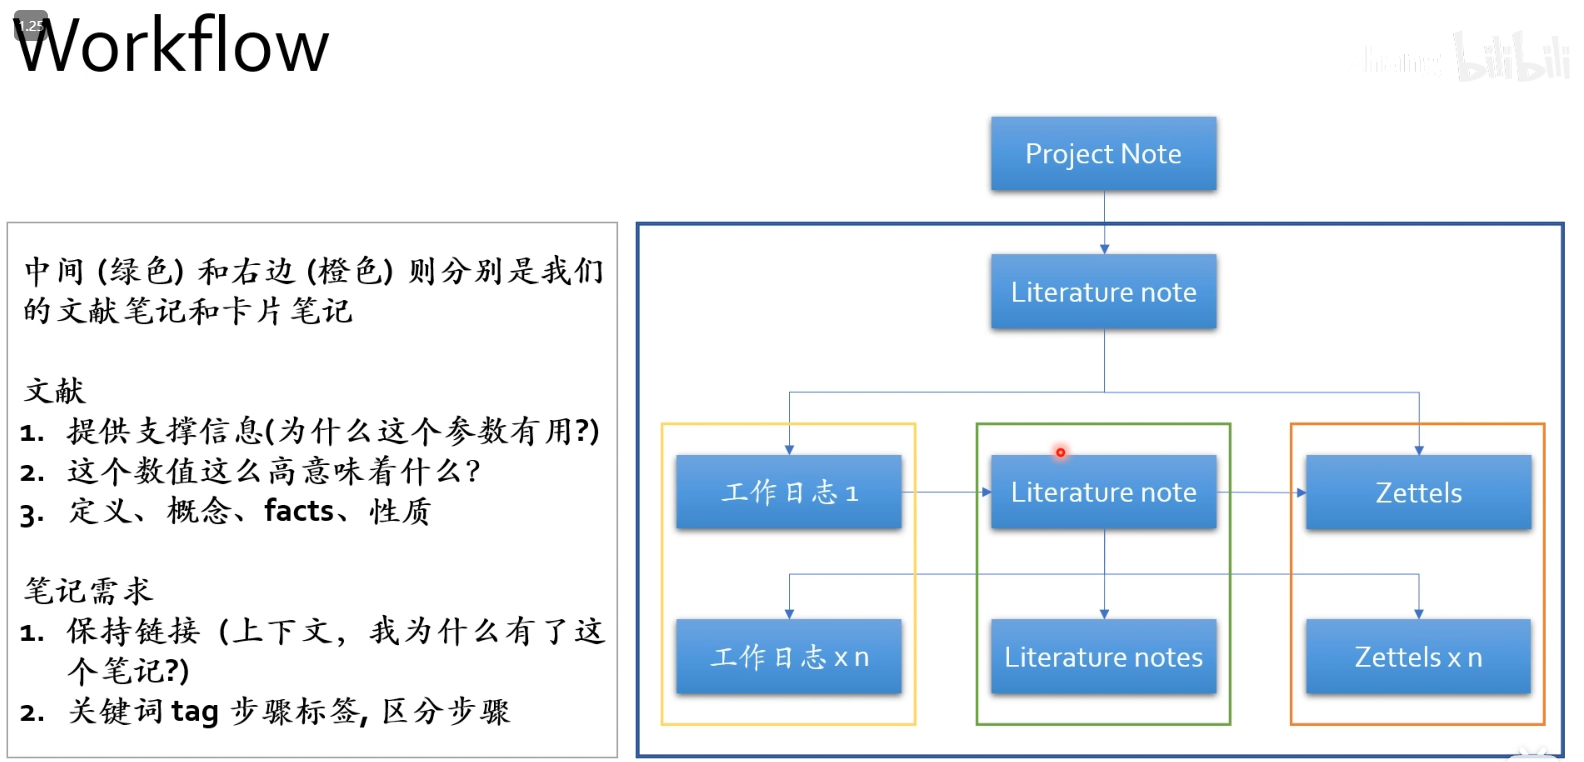 1.25
Workflow
bilibili
Project Note
中间 (绿色) 和右边 (橙色) 则分别是我们
的文献笔记和卡片笔记
文献
1. 提供支撑信息(为什么这个参数有用?)
2. 这个数值这么高意味着什么?
3. 定义、概念、facts、性质
笔记需求
1. 保持链接 (上下文，我为什么有了这
个笔记?)
2. 关键词 tag 步骤标签, 区分步骤
Literature note
工作日志 1
Literature note
Zettels
工作日志 x n
Literature notes
Zettels x n